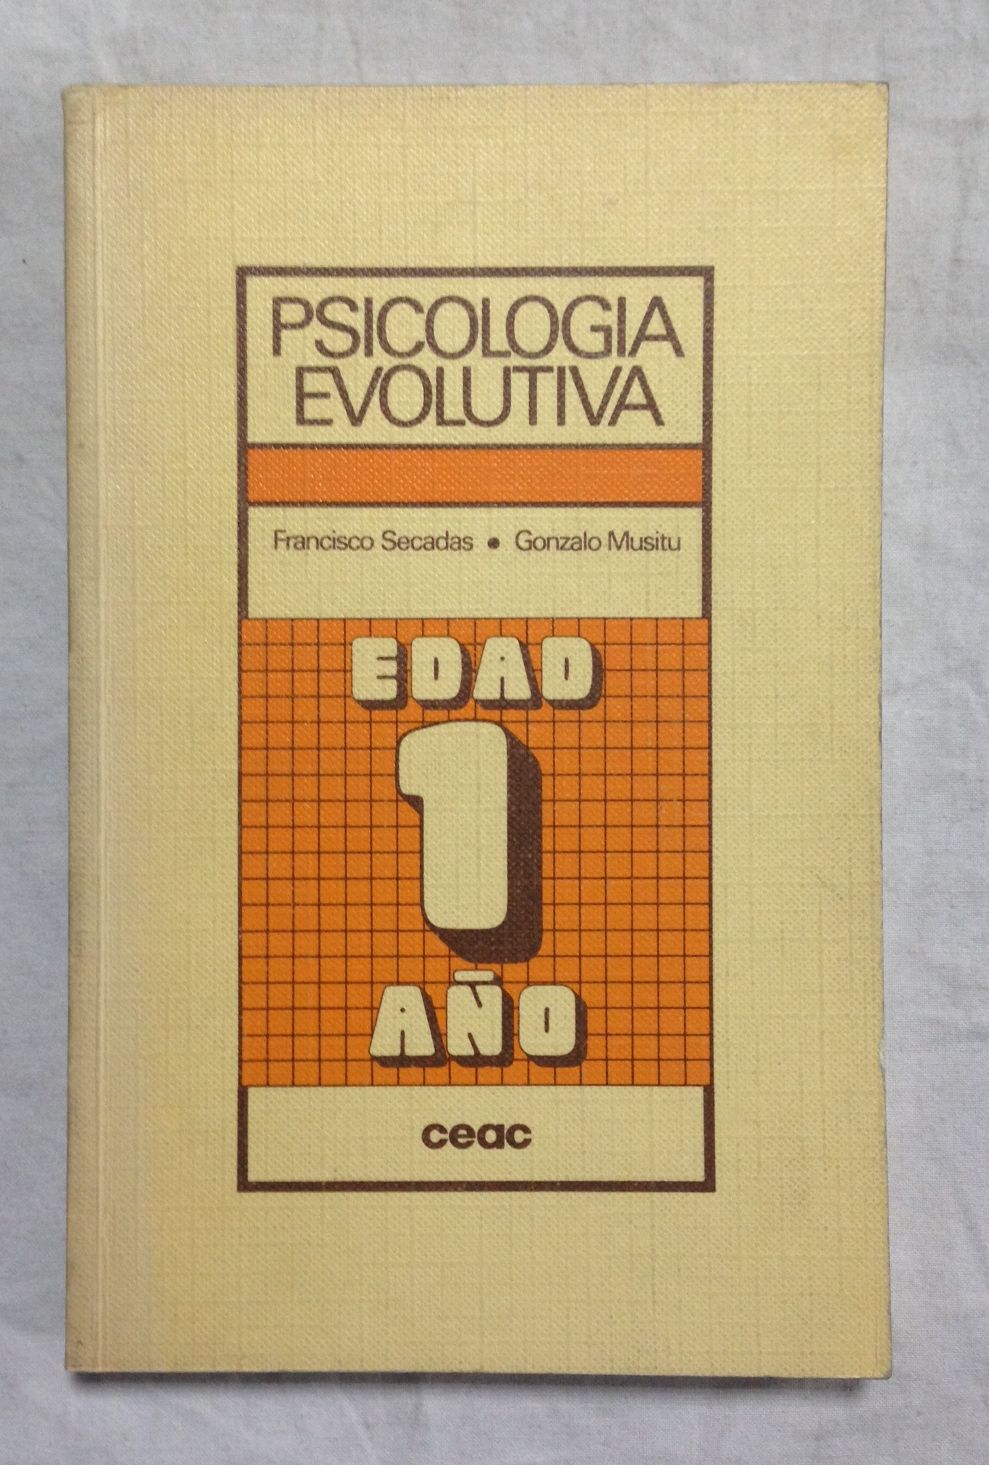 PSICOLOGIA
EVOLUTIVA
Francisco Secadas • Gonzalo Musitu
EDAD
1
AÑO
ceac